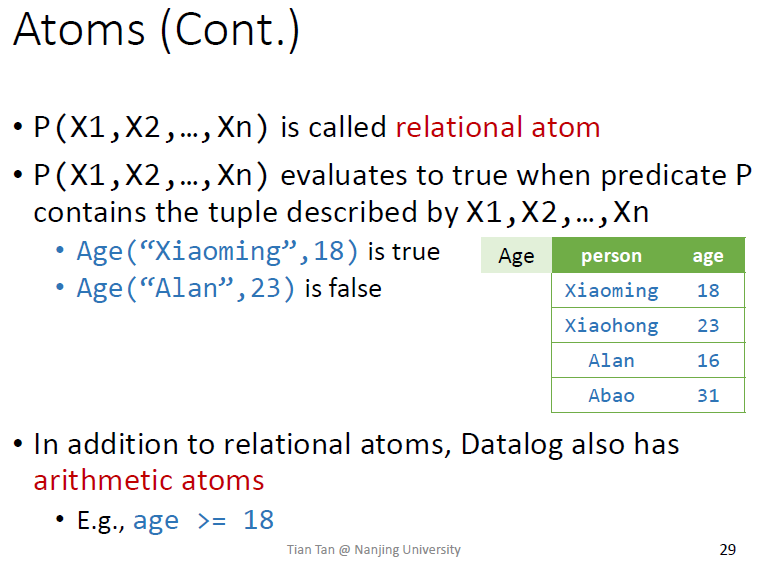 Atoms (Cont.)
• P(X1,X2,…,Xn) is called relational atom
• P(X1,X2,…,Xn) evaluates to true when predicate P
contains the tuple described by X1,X2,…,Xn
• Age(“Xiaoming”,18) is true
• Age(“Alan”,23) is false
Age person age
Xiaoming 18
Xiaohong 23
Alan 16
Abao 31
• In addition to relational atoms, Datalog also has
arithmetic atoms
• E.g., age >= 18
Tian Tan @ Nanjing University
29